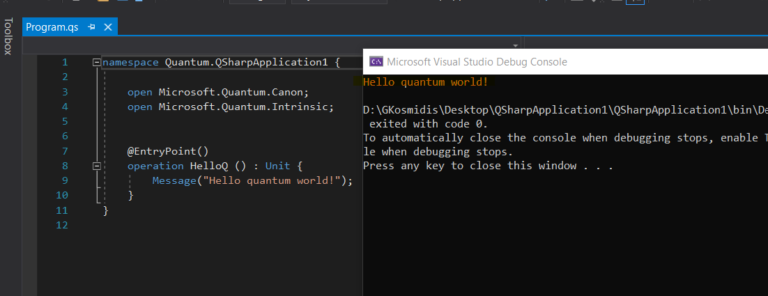 Toolbox
Program.qs
1 namespace Quantum.QSharpApplication1 {
2
3 open Microsoft.Quantum.Canon;
4 open Microsoft.Quantum.Intrinsic;
5
6
7 @EntryPoint()
8 operation HelloQ () : Unit {
9 Message("Hello quantum world!");
10 }
11 }
12
Microsoft Visual Studio Debug Console
Hello quantum world!
D:\GKosmidis\Desktop\QSharpApplication1\QSharpApplication1\bin\De
exited with code 0.
To automatically close the console when debugging stops, enable T
le when debugging stops.
Press any key to close this window . . .